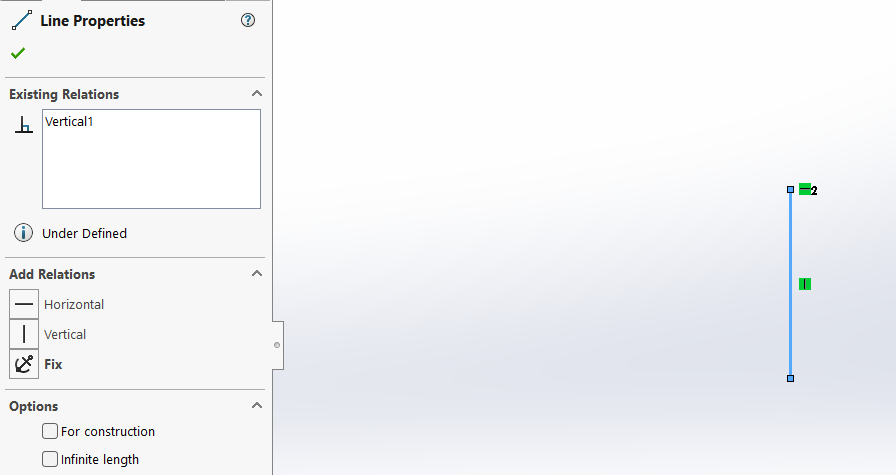 Line Properties
?
Existing Relations
Vertical1
Under Defined
Add Relations
Horizontal
Vertical
Fix
Options
For construction
Infinite length
2